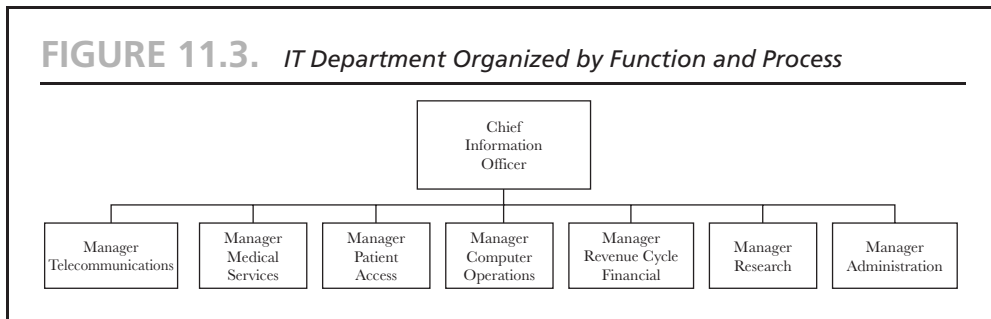 FIGURE 11.3. IT Department Organized by Function and Process
Chief
Information
Officer
Manager
Telecommunications
Manager
Medical
Services
Manager
Patient
Access
Manager
Computer
Operations
Manager
Revenue Cycle
Financial
Manager
Research
Manager
Administration